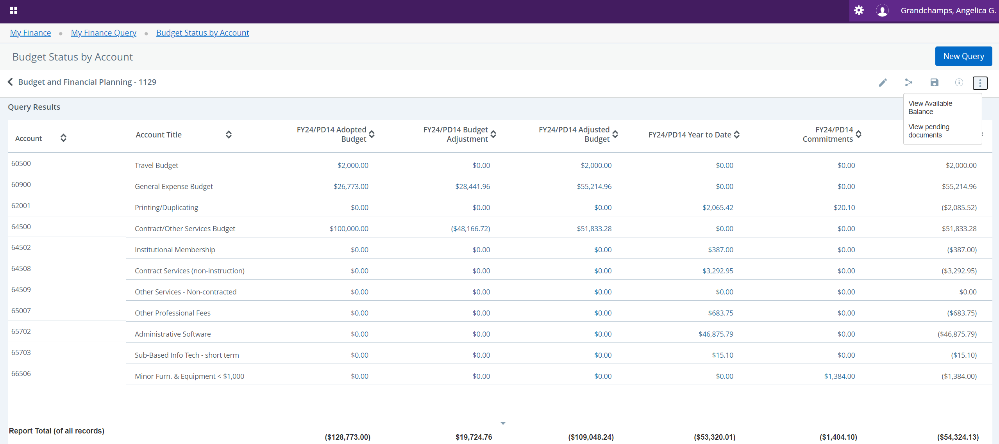 Grandchamps, Angelica G.
My Finance • My Finance Query • Budget Status by Account
Budget Status by Account
New Query
Budget and Financial Planning - 1129
View Available
Balance
View pending
documents
Query Results
Account
Account Title
FY24/PD14 Adopted
Budget
FY24/PD14 Budget
Adjustment
FY24/PD14 Adjusted
Budget
FY24/PD14 Year to Date
FY24/PD14
Commitments
60500 Travel Budget $2,000.00 $0.00 $2,000.00 $0.00 $0.00 $2,000.00
60900 General Expense Budget $26,773.00 $28,441.96 $55,214.96 $0.00 $0.00 $55,214.96
62001 Printing/Duplicating $0.00 $0.00 $0.00 $2,065.42 $20.10 ($2,085.52)
64500 Contract/Other Services Budget $100,000.00 ($48,166.72) $51,833.28 $0.00 $0.00 $51,833.28
64502 Institutional Membership $0.00 $0.00 $0.00 $387.00 $0.00 ($387.00)
64508 Contract Services (non-instruction) $0.00 $0.00 $0.00 $3,292.95 $0.00 ($3,292.95)
64509 Other Services - Non-contracted $0.00 $0.00 $0.00 $0.00 $0.00 $0.00
65007 Other Professional Fees $0.00 $0.00 $0.00 $683.75 $0.00 ($683.75)
65702 Administrative Software $0.00 $0.00 $0.00 $46,875.79 $0.00 ($46,875.79)
65703 Sub-Based Info Tech - short term $0.00 $0.00 $0.00 $15.10 $0.00 ($15.10)
66506 Minor Furn. & Equipment < $1,000 $0.00 $0.00 $0.00 $0.00 $1,384.00 ($1,384.00)
Report Total (of all records) ($128,773.00) $19,724.76 ($109,048.24) ($53,320.01) ($1,404.10) ($54,324.13)